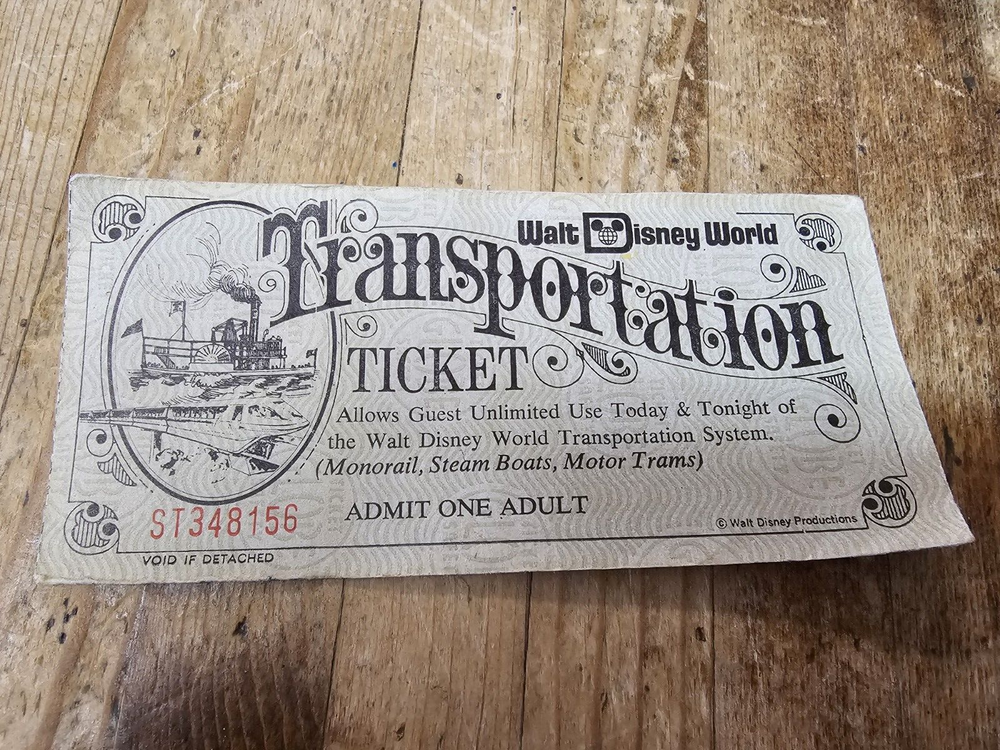 Walt Disney World
Transportation
TICKET
Allows Guest Unlimited Use Today & Tonight of
the Walt Disney World Transportation System.
(Monorail, Steam Boats, Motor Trams)
ADMIT ONE ADULT
ST348156
© Walt Disney Productions
VOID IF DETACHED